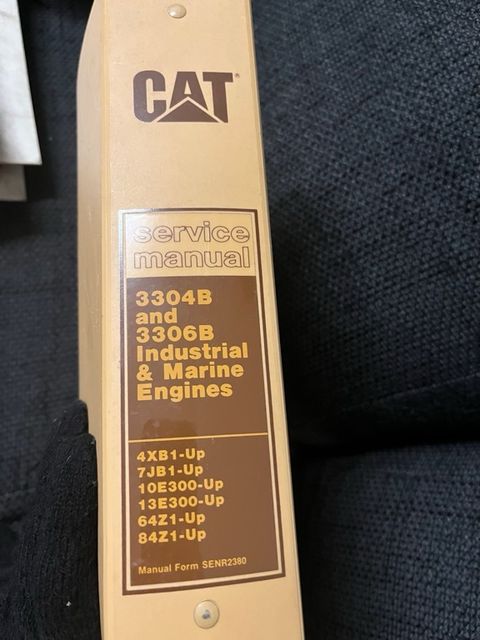 CAT®
service
manual
3304B
and
3306B
Industrial
& Marine
Engines
4XB1-Up
7JB1-Up
10E300-Up
13E300-Up
64Z1-Up
84Z1-Up
Manual Form SENR2380